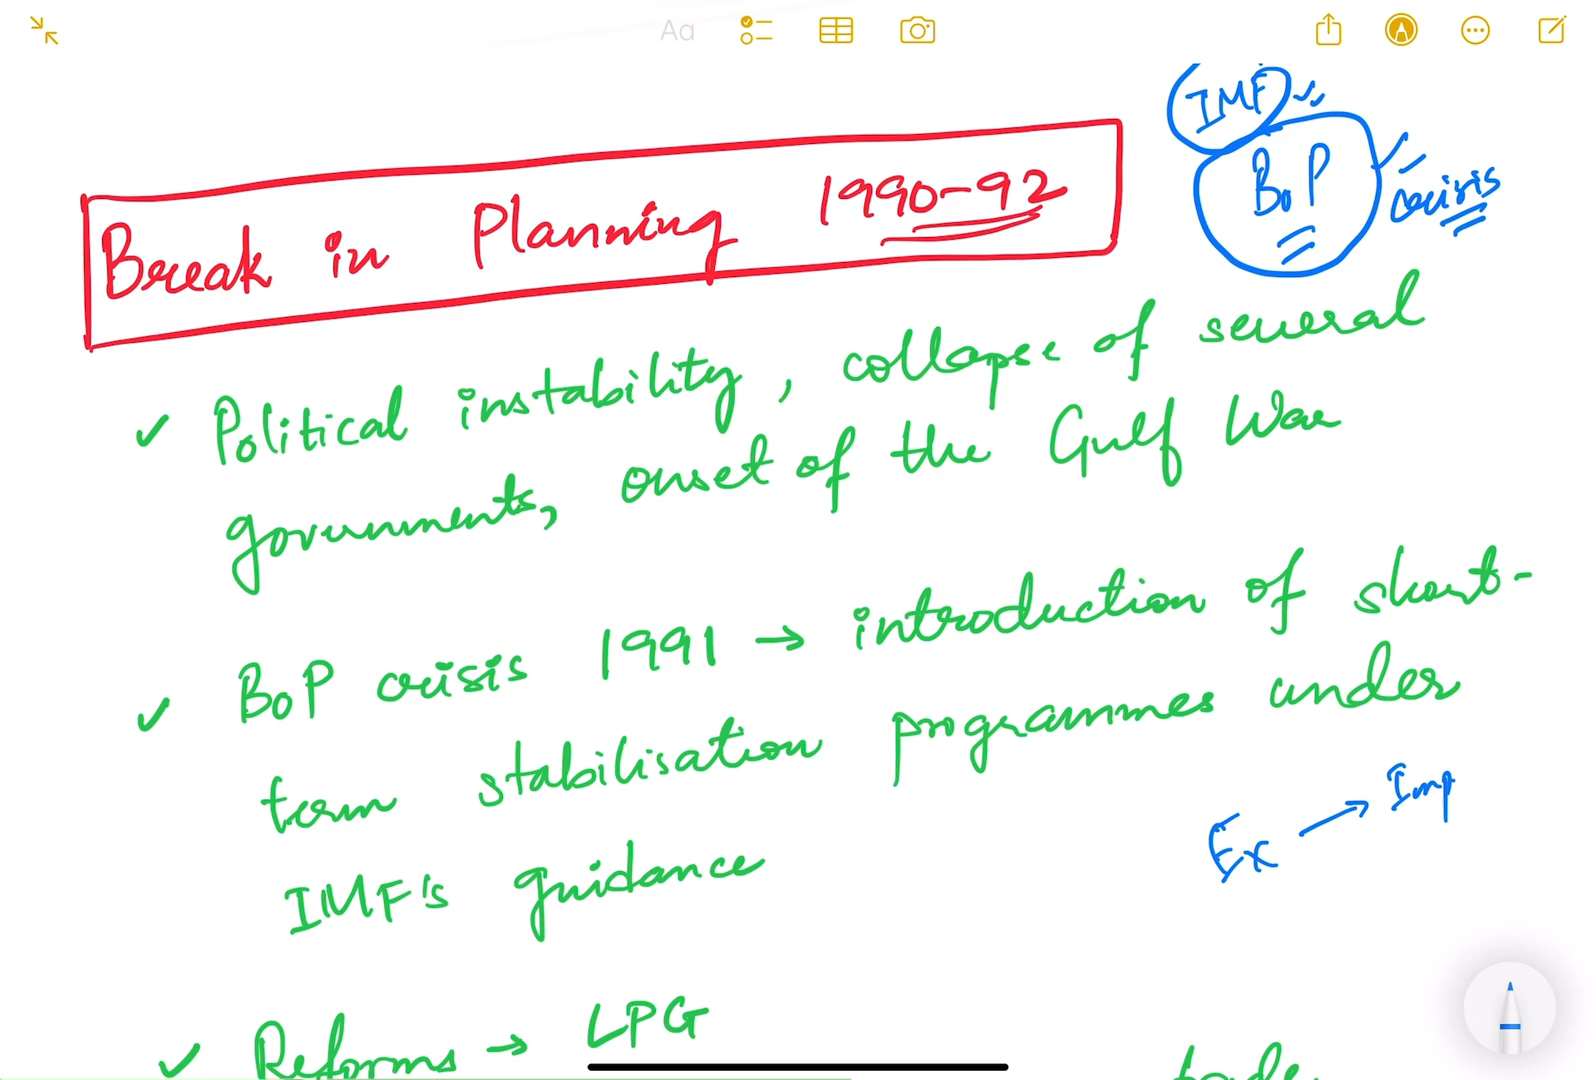 Aa
IMF
BoP
crisis
Break in Planning 1990-92
✓ Political instability, collapse of several
governments, onset of the Gulf War
✓ BoP crisis 1991 → introduction of short-
term stabilisation programmes under
IMF's guidance
Ex → Imp
✓ Reforms → LPG